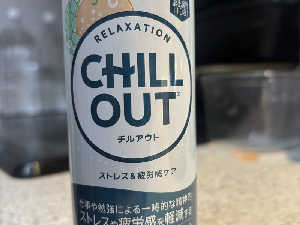 RELAXATION
CHILL
OUT
チルアウト
ストレス&疲労感ケア
仕事や勉強による一時的な精神的
ストレスや疲労感を軽減する